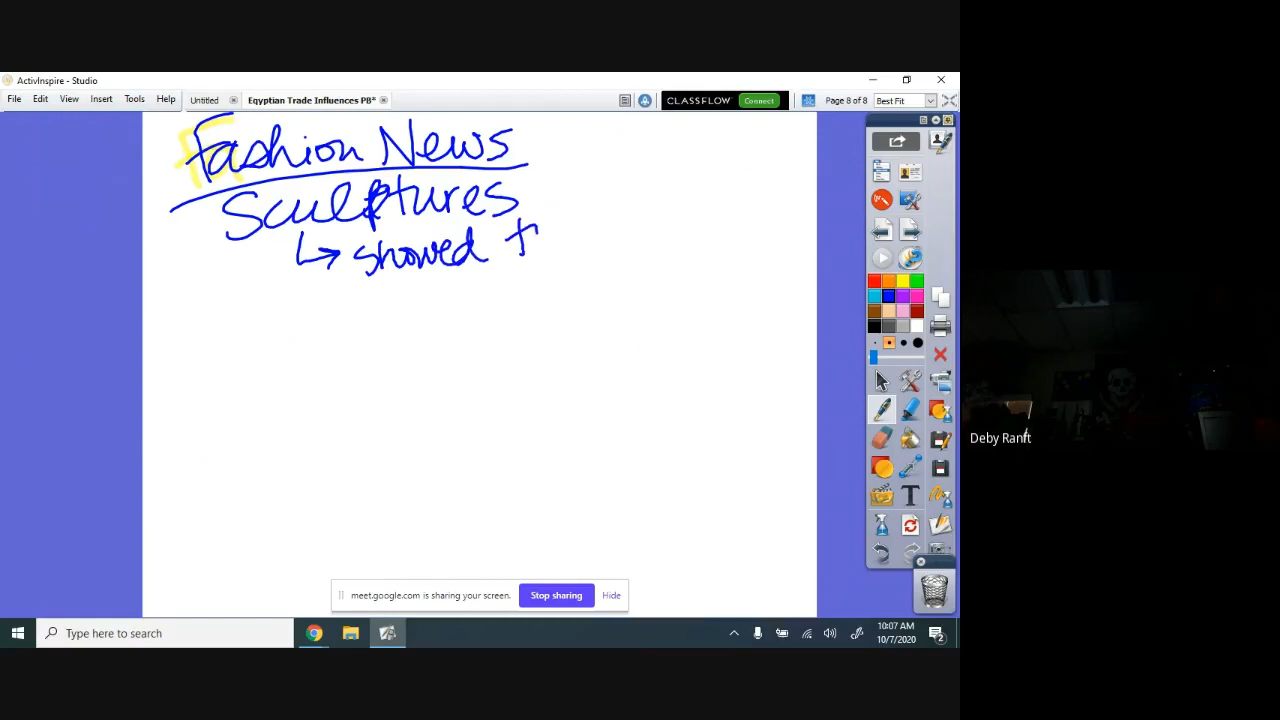 ActivInspire - Studio
File Edit View Insert Tools Help Untitled Egyptian Trade Influences PB* CLASSFLOW Connect Page 8 of 8 Best Fit
Fashion News
Sculptures
↳ showed t
Deby Ranft
meet.google.com is sharing your screen. Stop sharing Hide
Type here to search
10:07 AM
10/7/2020
2